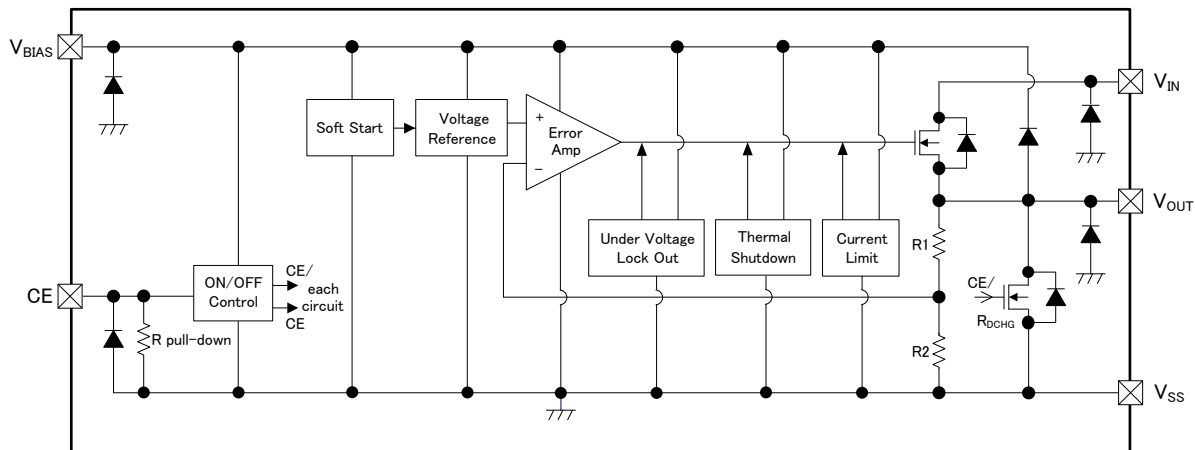 VBIAS
VIN
Soft Start
Voltage
Reference
+
Error
Amp
−
VOUT
Under Voltage
Lock Out
Thermal
Shutdown
Current
Limit
R1
CE
ON/OFF
Control
CE/
each
circuit
CE
CE/
RDCHG
R pull-down
R2
VSS